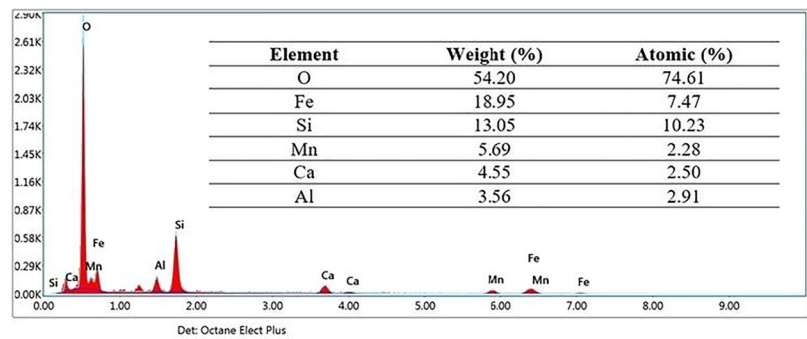 2.90K
O
Element Weight (%) Atomic (%)
2.61K
O 54.20 74.61
2.32K
Fe 18.95 7.47
2.03K
Si 13.05 10.23
1.74K
Mn 5.69 2.28
1.45K
Ca 4.55 2.50
1.16K
Al 3.56 2.91
0.87K
Si
0.58K
Fe
Fe
0.29K
Si Ca Mn Al Ca Ca Mn Mn Fe
0.00K
0.00 1.00 2.00 3.00 4.00 5.00 6.00 7.00 8.00 9.00
Det: Octane Elect Plus